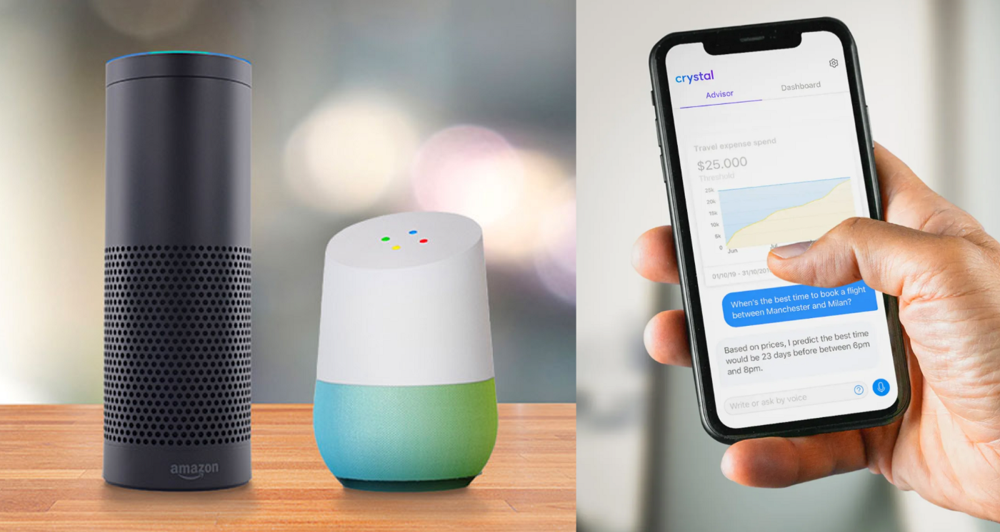 amazon
crystal
Advisor
Dashboard
Travel expense spend
$25.000
Threshold
25k
20k
15k
10k
5k
0
Jun
Jul
01/10/19 - 31/10/201
When's the best time to book a flight
between Manchester and Milan?
Based on prices, I predict the best time
would be 23 days before between 6pm
and 8pm.
Write or ask by voice